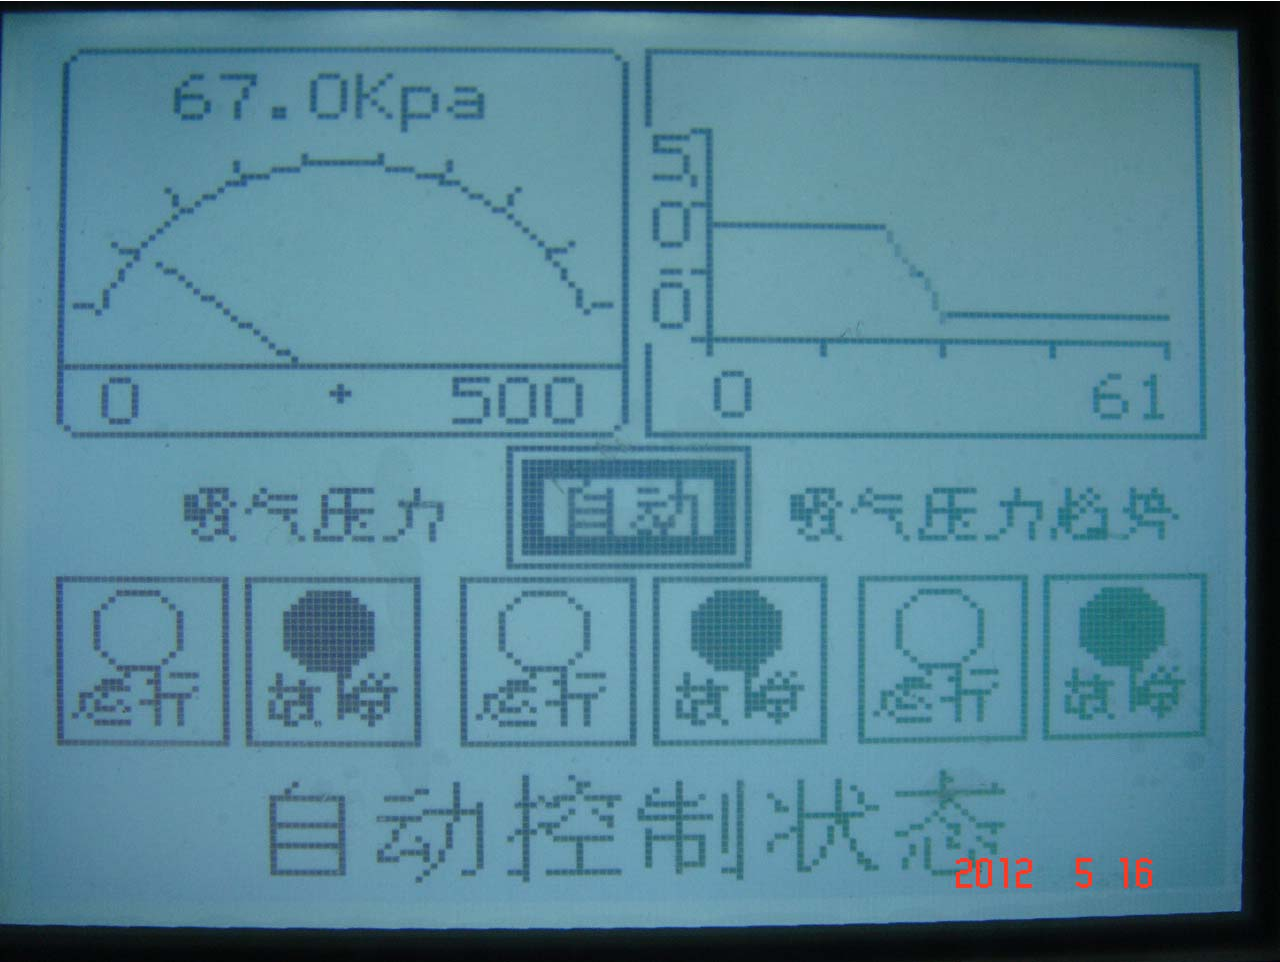 67.0Kpa
5
0
0
0 + 500
0 61
吸气压力
自动
吸气压力趋势
运行 故障 运行 故障 运行 故障
自动控制状态
2012 5 16